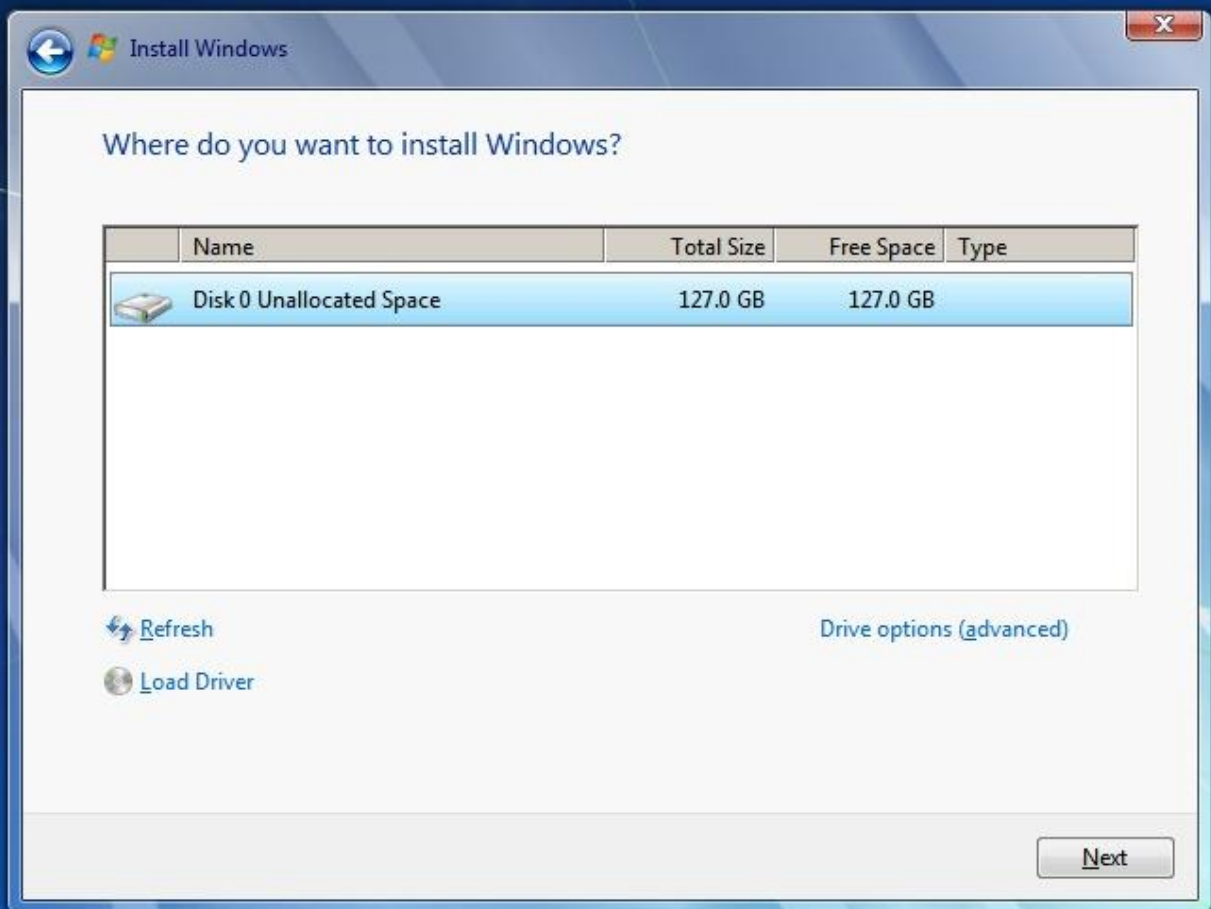 Install Windows
Where do you want to install Windows?
Name Total Size Free Space Type
Disk 0 Unallocated Space 127.0 GB 127.0 GB
Refresh Drive options (advanced)
Load Driver
Next